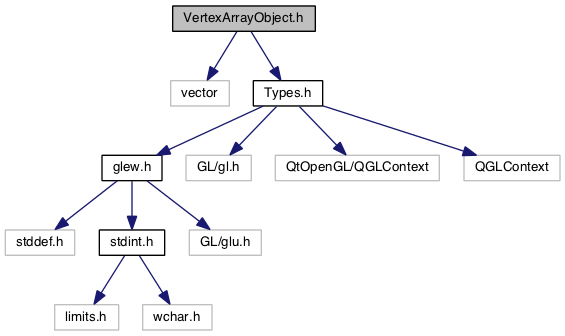 VertexArrayObject.h
vector
Types.h
glew.h
GL/gl.h
QtOpenGL/QGLContext
QGLContext
stddef.h
stdint.h
GL/glu.h
limits.h
wchar.h